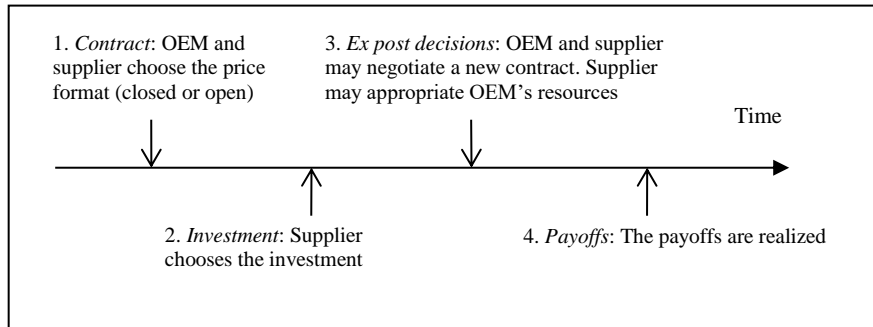 1. Contract: OEM and
supplier choose the price
format (closed or open)
3. Ex post decisions: OEM and supplier
may negotiate a new contract. Supplier
may appropriate OEM’s resources
Time
2. Investment: Supplier
chooses the investment
4. Payoffs: The payoffs are realized